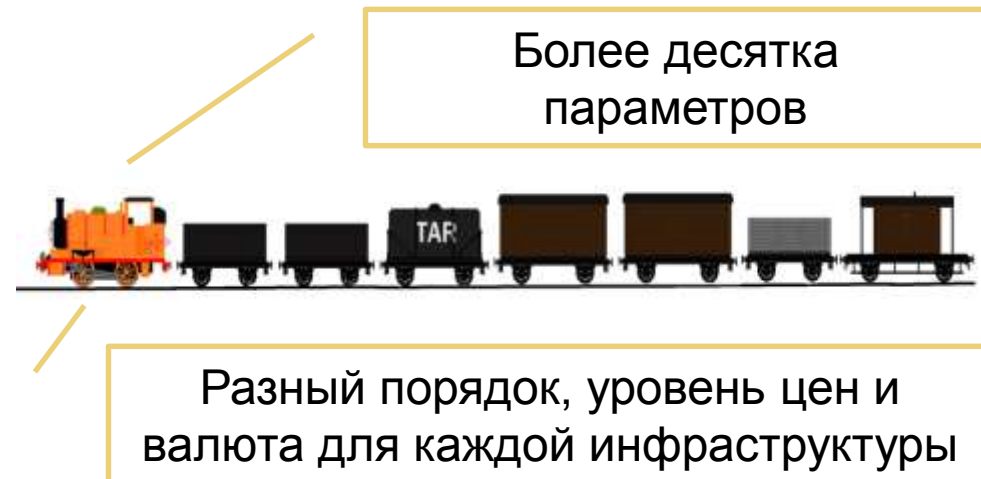 Более десятка
параметров
TAR
Разный порядок, уровень цен и
валюта для каждой инфраструктуры